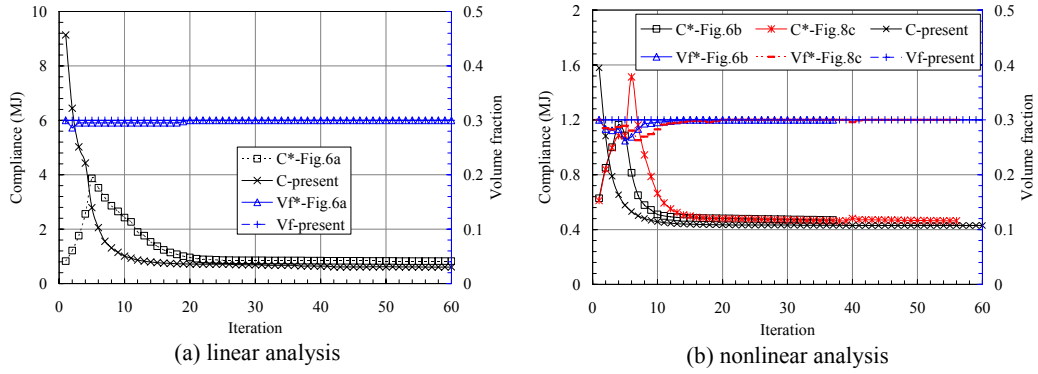 10
8
6
4
2
0
Compliance (MJ)
0.5
0.4
0.3
0.2
0.1
0
Volume fraction
C*-Fig.6a
C-present
Vf*-Fig.6a
Vf-present
0 10 20 30 40 50 60
Iteration
(a) linear analysis
2
1.6
1.2
0.8
0.4
0
Compliance (MJ)
0.5
0.4
0.3
0.2
0.1
0
Volume fraction
C*-Fig.6b C*-Fig.8c C-present
Vf*-Fig.6b Vf*-Fig.8c Vf-present
0 10 20 30 40 50 60
Iteration
(b) nonlinear analysis